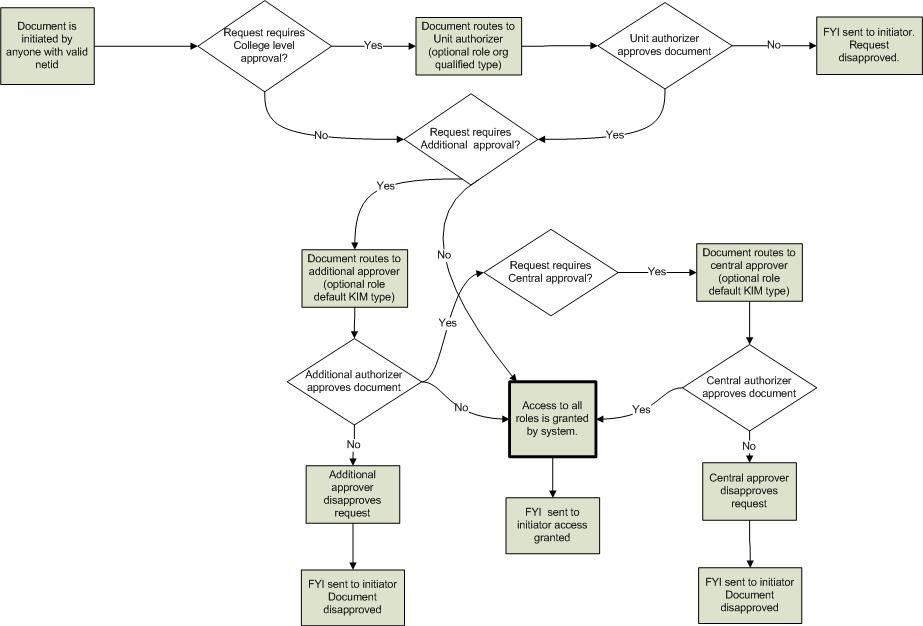 Document is
initiated by
anyone with valid
netid
Request requires
College level
approval?
Yes
Document routes to
Unit authorizer
(optional role org
qualified type)
Unit authorizer
approves document
No
FYI sent to initiator.
Request
disapproved.
No
Request requires
Additional approval?
Yes
Yes
No
Document routes to
additional approver
(optional role
default KIM type)
Request requires
Central approval?
Yes
Document routes to
central approver
(optional role
default KIM type)
Yes
Additional authorizer
approves document
No
Access to all
roles is granted
by system.
Yes
Central authorizer
approves document
No
No
Additional
approver
disapproves
request
FYI sent to
initiator access
granted
Central approver
disapproves
request
FYI sent to initiator
Document
disapproved
FYI sent to initiator
Document
disapproved